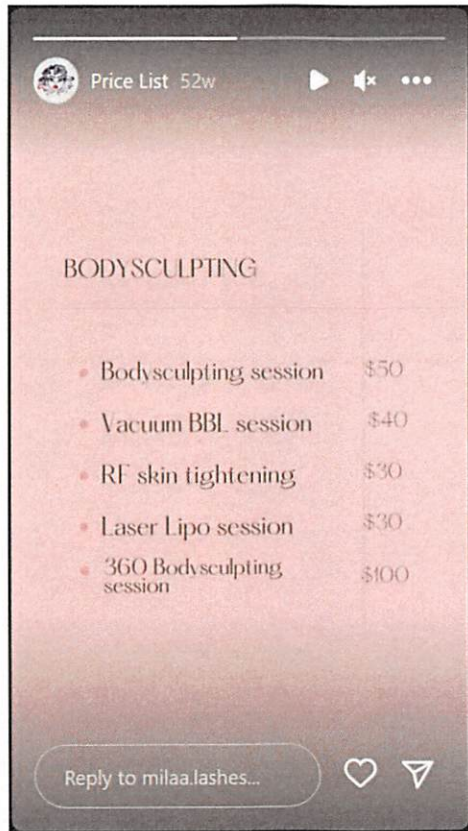 Price List 52w
BODYSCULPTING
Bodysculpting session $50
Vacuum BBL session $40
RF skin tightening $30
Laser Lipo session $30
360 Bodysculpting
session $100
Reply to milaa.lashes...